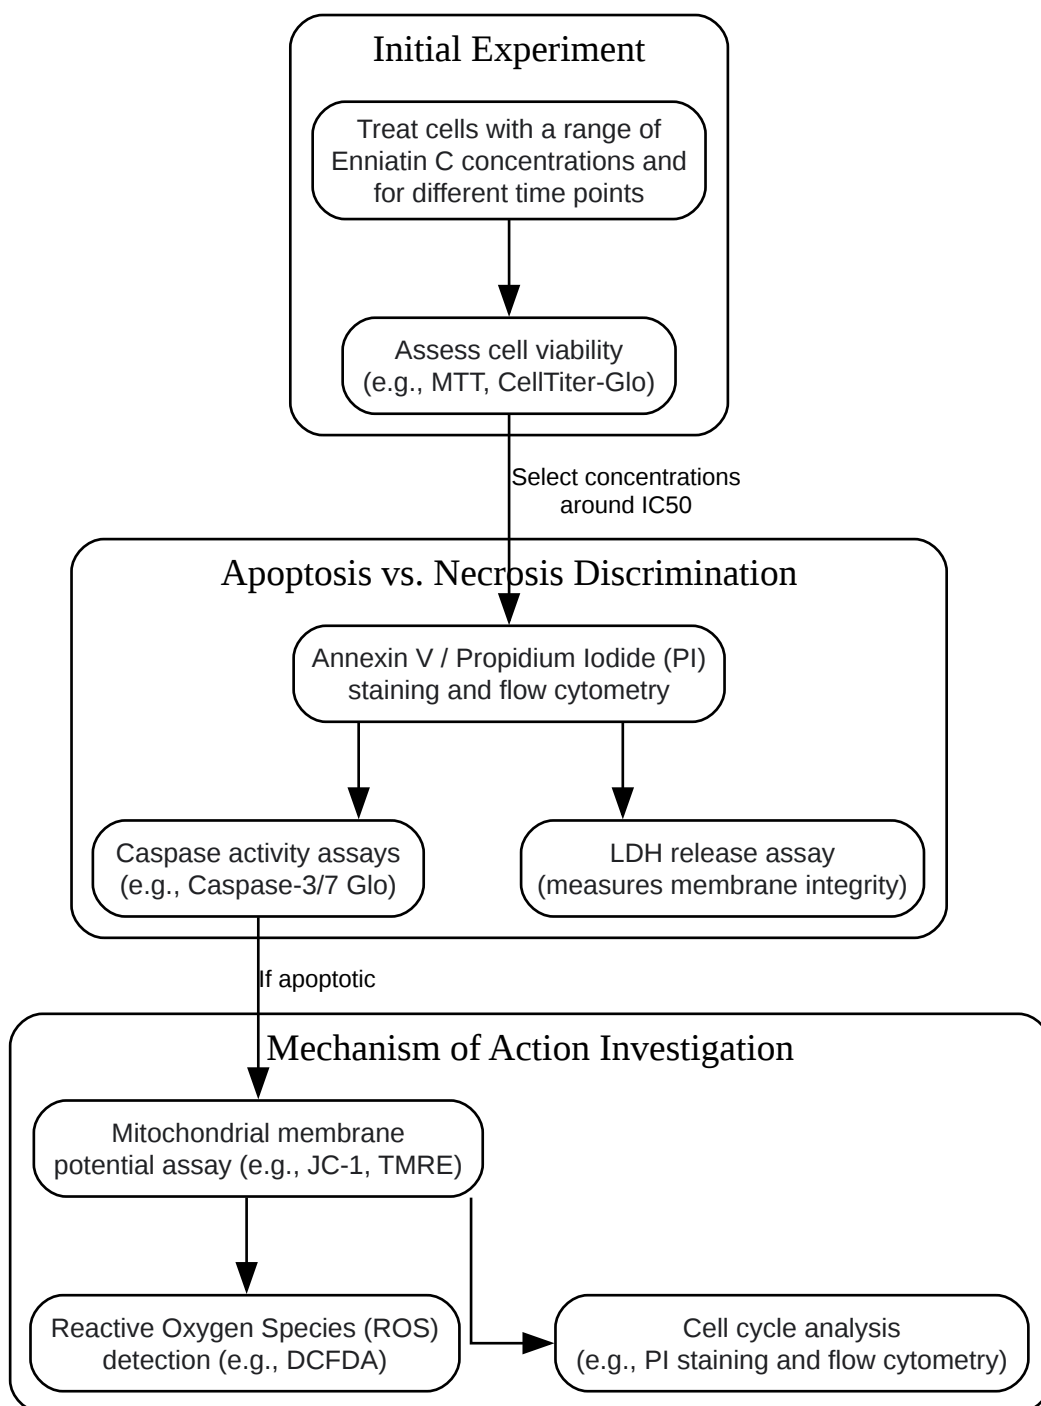 Initial Experiment
Treat cells with a range of
Enniatin C concentrations and
for different time points
Assess cell viability
(e.g., MTT, CellTiter-Glo)
Select concentrations
around IC50
Apoptosis vs. Necrosis Discrimination
Annexin V / Propidium Iodide (PI)
staining and flow cytometry
Caspase activity assays
(e.g., Caspase-3/7 Glo)
LDH release assay
(measures membrane integrity)
If apoptotic
Mechanism of Action Investigation
Mitochondrial membrane
potential assay (e.g., JC-1, TMRE)
Reactive Oxygen Species (ROS)
detection (e.g., DCFDA)
Cell cycle analysis
(e.g., PI staining and flow cytometry)